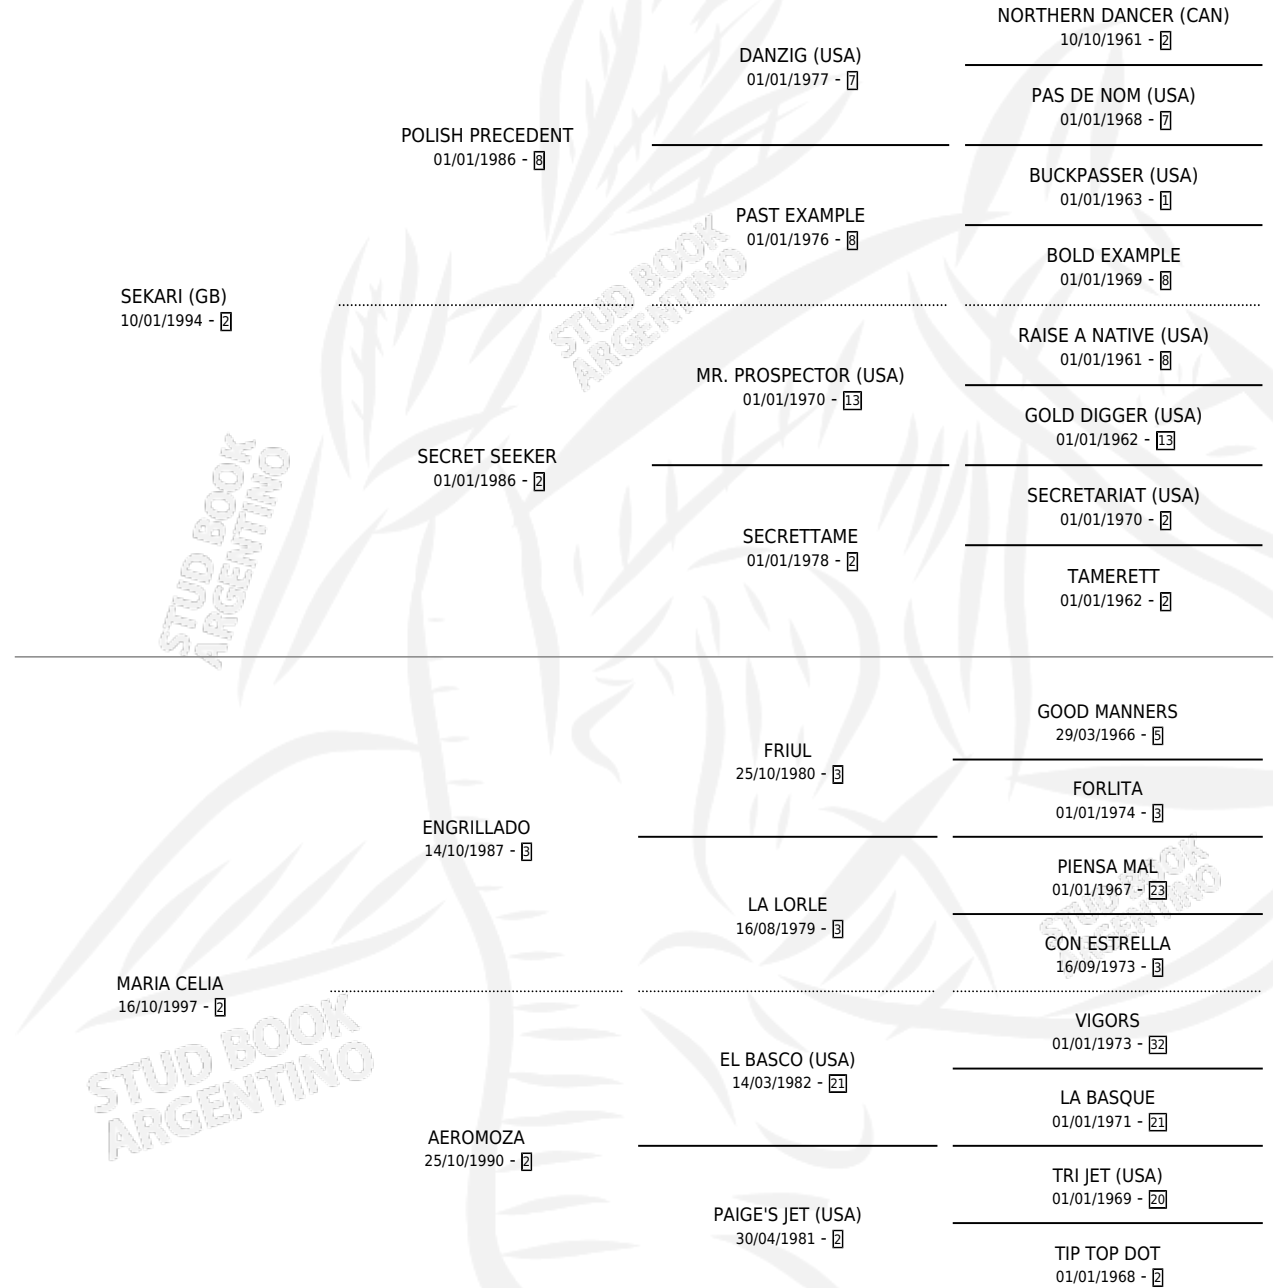 NORTHERN DANCER (CAN)
10/10/1961 - 2
DANZIG (USA)
01/01/1977 - 7
PAS DE NOM (USA)
01/01/1968 - 7
POLISH PRECEDENT
01/01/1986 - 8
BUCKPASSER (USA)
01/01/1963 - 1
PAST EXAMPLE
01/01/1976 - 8
BOLD EXAMPLE
01/01/1969 - 8
SEKARI (GB)
10/01/1994 - 2
RAISE A NATIVE (USA)
01/01/1961 - 8
MR. PROSPECTOR (USA)
01/01/1970 - 13
GOLD DIGGER (USA)
01/01/1962 - 13
SECRET SEEKER
01/01/1986 - 2
SECRETARIAT (USA)
01/01/1970 - 2
SECRETTAME
01/01/1978 - 2
TAMERETT
01/01/1962 - 2
GOOD MANNERS
29/03/1966 - 5
FRIUL
25/10/1980 - 3
FORLITA
01/01/1974 - 3
ENGRILLADO
14/10/1987 - 3
PIENSA MAL
01/01/1967 - 23
LA LORLE
16/08/1979 - 3
CON ESTRELLA
16/09/1973 - 3
MARIA CELIA
16/10/1997 - 2
VIGORS
01/01/1973 - 32
EL BASCO (USA)
14/03/1982 - 21
LA BASQUE
01/01/1971 - 21
AEROMOZA
25/10/1990 - 2
TRI JET (USA)
01/01/1969 - 20
PAIGE'S JET (USA)
30/04/1981 - 2
TIP TOP DOT
01/01/1968 - 2
STUD BOOK
ARGENTINO
STUD BOOK
ARGENTINO
STUD BOOK
ARGENTINO
STUD BOOK
ARGENTINO